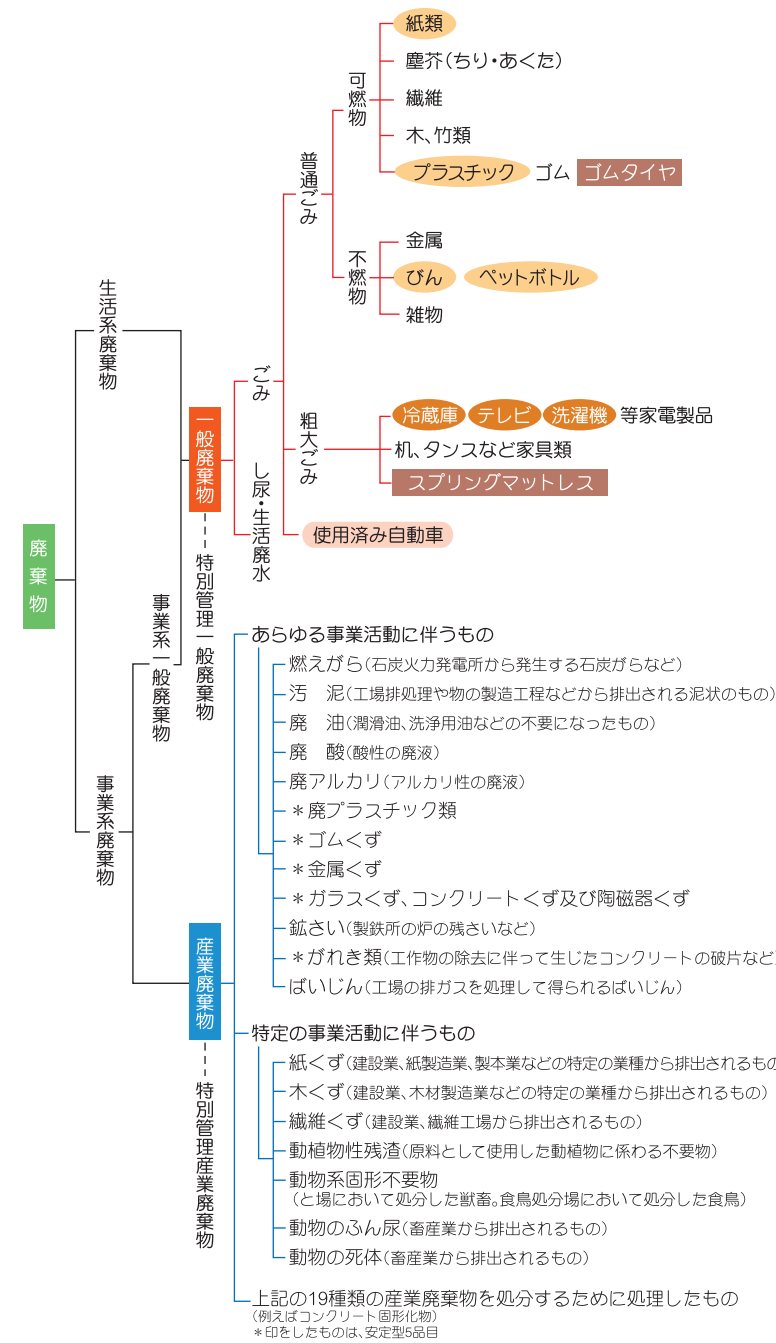 廃棄物
生活系廃棄物
事業系廃棄物
事業系一般廃棄物
一般廃棄物
特別管理一般廃棄物
ごみ
し尿・生活廃水
普通ごみ
可燃物
紙類
塵芥(ちり・あくた)
繊維
木、竹類
プラスチック ゴム ゴムタイヤ
不燃物
金属
びん ペットボトル
雑物
粗大ごみ
冷蔵庫 テレビ 洗濯機 等家電製品
机、タンスなど家具類
スプリングマットレス
使用済み自動車
産業廃棄物
特別管理産業廃棄物
あらゆる事業活動に伴うもの
燃えがら(石炭火力発電所から発生する石炭がらなど)
汚 泥(工場排処理や物の製造工程などから排出される泥状のもの)
廃 油(潤滑油、洗浄用油などの不要になったもの)
廃 酸(酸性の廃液)
廃アルカリ(アルカリ性の廃液)
＊廃プラスチック類
＊ゴムくず
＊金属くず
＊ガラスくず、コンクリートくず及び陶磁器くず
鉱さい(製鉄所の炉の残さいなど)
＊がれき類(工作物の除去に伴って生じたコンクリートの破片など)
ばいじん(工場の排ガスを処理して得られるばいじん)
特定の事業活動に伴うもの
紙くず(建設業、紙製造業、製本業などの特定の業種から排出されるもの
木くず(建設業、木材製造業などの特定の業種から排出されるもの)
繊維くず(建設業、繊維工場から排出されるもの)
動植物性残渣(原料として使用した動植物に係わる不要物)
動物系固形不要物
(と場において処分した獣畜。食鳥処分場において処分した食鳥)
動物のふん尿(畜産業から排出されるもの)
動物の死体(畜産業から排出されるもの)
上記の19種類の産業廃棄物を処分するために処理したもの
(例えばコンクリート固形化物)
＊印をしたものは、安定型5品目